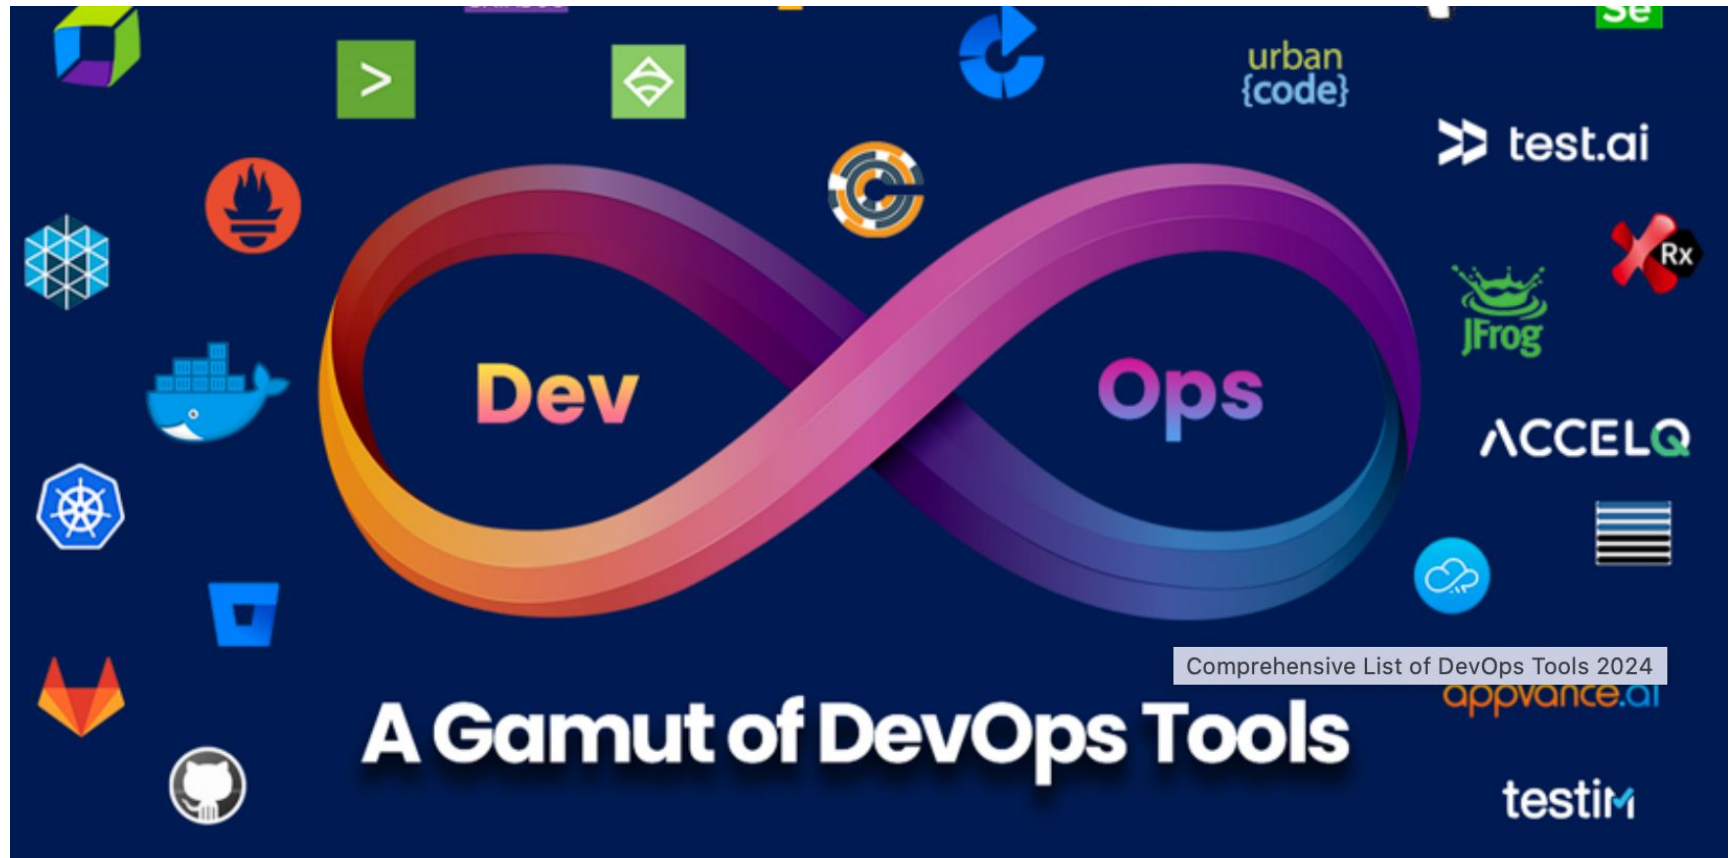 Se
>
urban
{code}
test.ai
Rx
JFrog
Dev
Ops
ACCELQ
Comprehensive List of DevOps Tools 2024
appvance.ai
A Gamut of DevOps Tools
testim